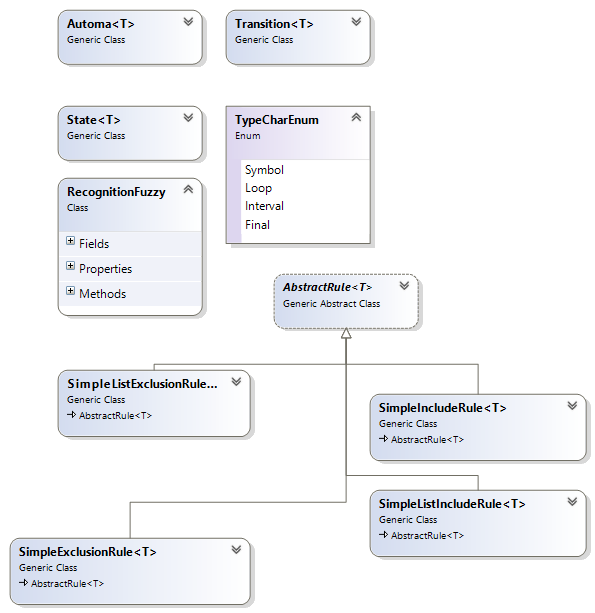 Automa<T>
Generic Class
Transition<T>
Generic Class
State<T>
Generic Class
TypeCharEnum
Enum
Symbol
Loop
Interval
Final
RecognitionFuzzy
Class
Fields
Properties
Methods
AbstractRule<T>
Generic Abstract Class
SimpleListExclusionRule...
Generic Class
AbstractRule<T>
SimpleIncludeRule<T>
Generic Class
AbstractRule<T>
SimpleListIncludeRule<T>
Generic Class
AbstractRule<T>
SimpleExclusionRule<T>
Generic Class
AbstractRule<T>